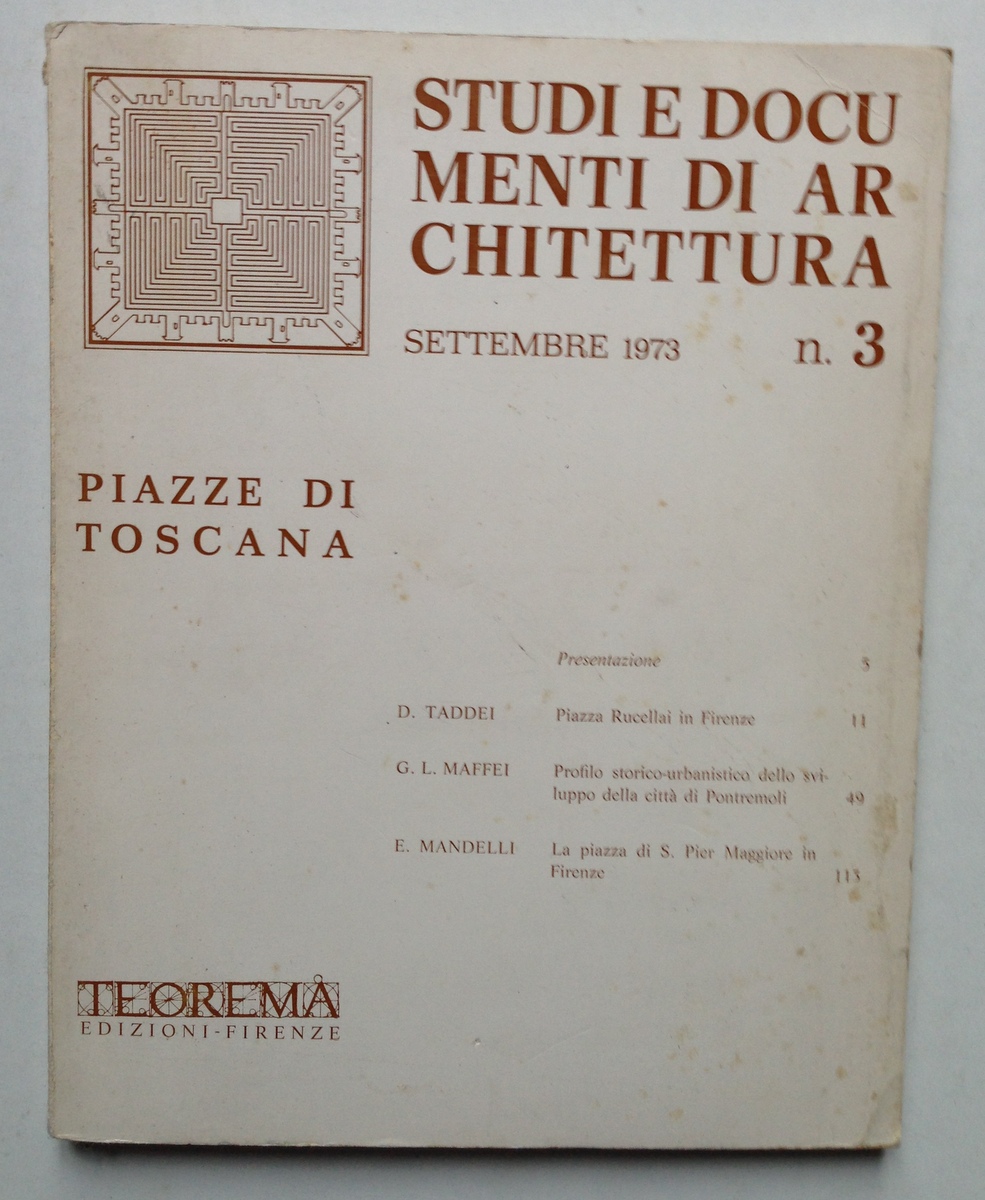 STUDI E DOCU
MENTI DI AR
CHITETTURA
SETTEMBRE 1973 n. 3
PIAZZE DI
TOSCANA
Presentazione 3
D. TADDEI Piazza Rucellai in Firenze 11
G. L. MAFFEI Profilo storico-urbanistico dello svi-
luppo della città di Pontremoli 49
E. MANDELLI La piazza di S. Pier Maggiore in
Firenze 113
TEOREMA
EDIZIONI-FIRENZE